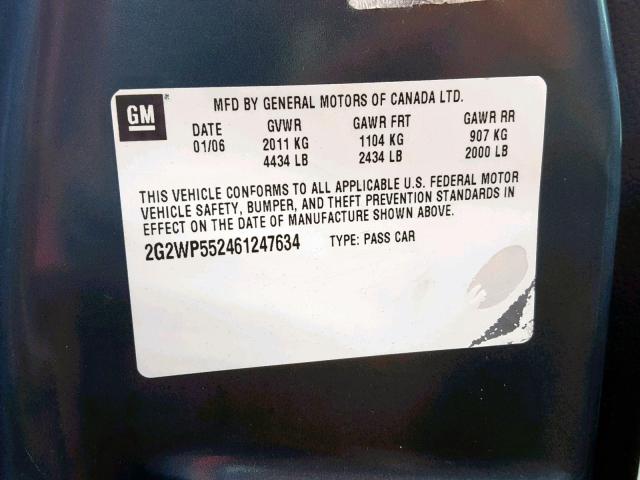 GM
MFD BY GENERAL MOTORS OF CANADA LTD.
DATE GVWR GAWR FRT GAWR RR
01/06 2011 KG 1104 KG 907 KG
4434 LB 2434 LB 2000 LB
THIS VEHICLE CONFORMS TO ALL APPLICABLE U.S. FEDERAL MOTOR
VEHICLE SAFETY, BUMPER, AND THEFT PREVENTION STANDARDS IN
EFFECT ON THE DATE OF MANUFACTURE SHOWN ABOVE.
2G2WP552461247634 TYPE: PASS CAR